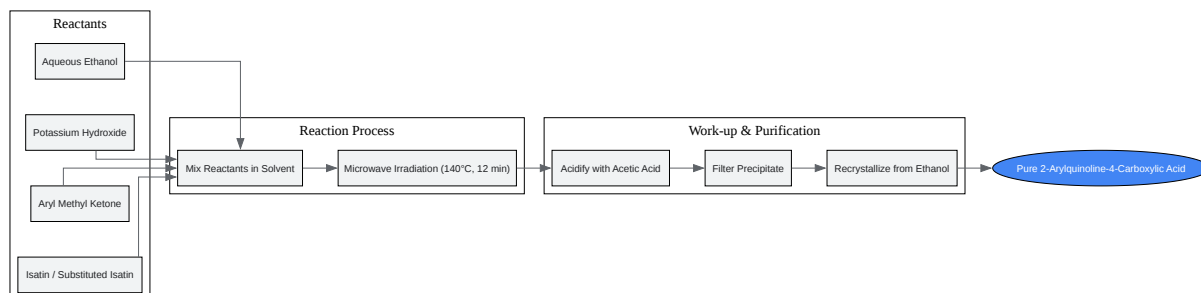 Reactants
Aqueous Ethanol
Potassium Hydroxide
Aryl Methyl Ketone
Isatin / Substituted Isatin
Reaction Process
Mix Reactants in Solvent
Microwave Irradiation (140°C, 12 min)
Work-up & Purification
Acidify with Acetic Acid
Filter Precipitate
Recrystallize from Ethanol
Pure 2-Arylquinoline-4-Carboxylic Acid